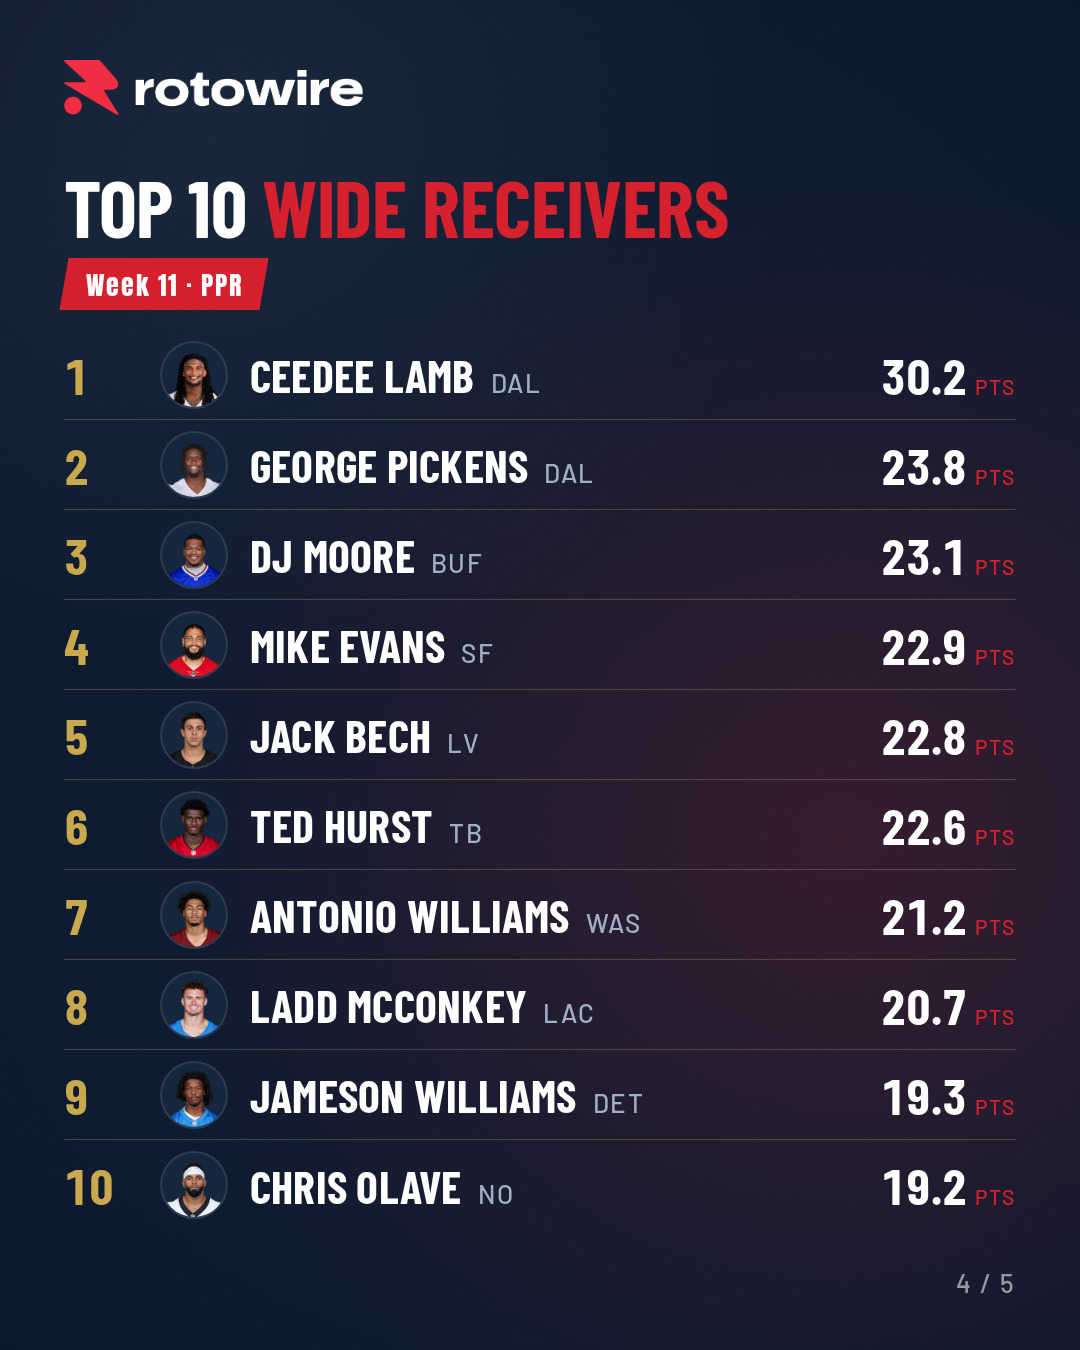 rotowire
TOP 10 WIDE RECEIVERS
Week 11 · PPR
1 CEEDEE LAMB DAL 30.2 PTS
2 GEORGE PICKENS DAL 23.8 PTS
3 DJ MOORE BUF 23.1 PTS
4 MIKE EVANS SF 22.9 PTS
5 JACK BECH LV 22.8 PTS
6 TED HURST TB 22.6 PTS
7 ANTONIO WILLIAMS WAS 21.2 PTS
8 LADD MCCONKEY LAC 20.7 PTS
9 JAMESON WILLIAMS DET 19.3 PTS
10 CHRIS OLAVE NO 19.2 PTS
4 / 5